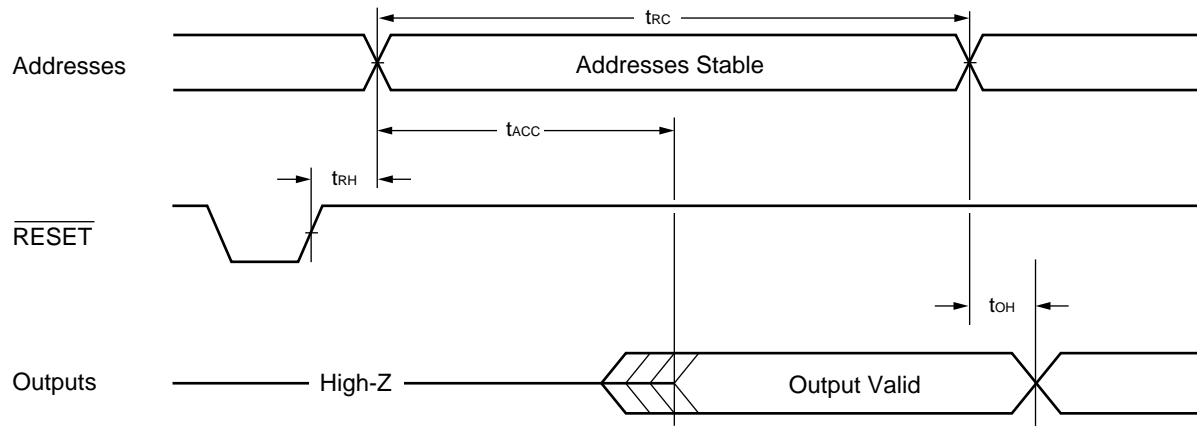 tRC
Addresses
Addresses Stable
tACC
tRH
RESET
tOH
Outputs
High-Z
Output Valid